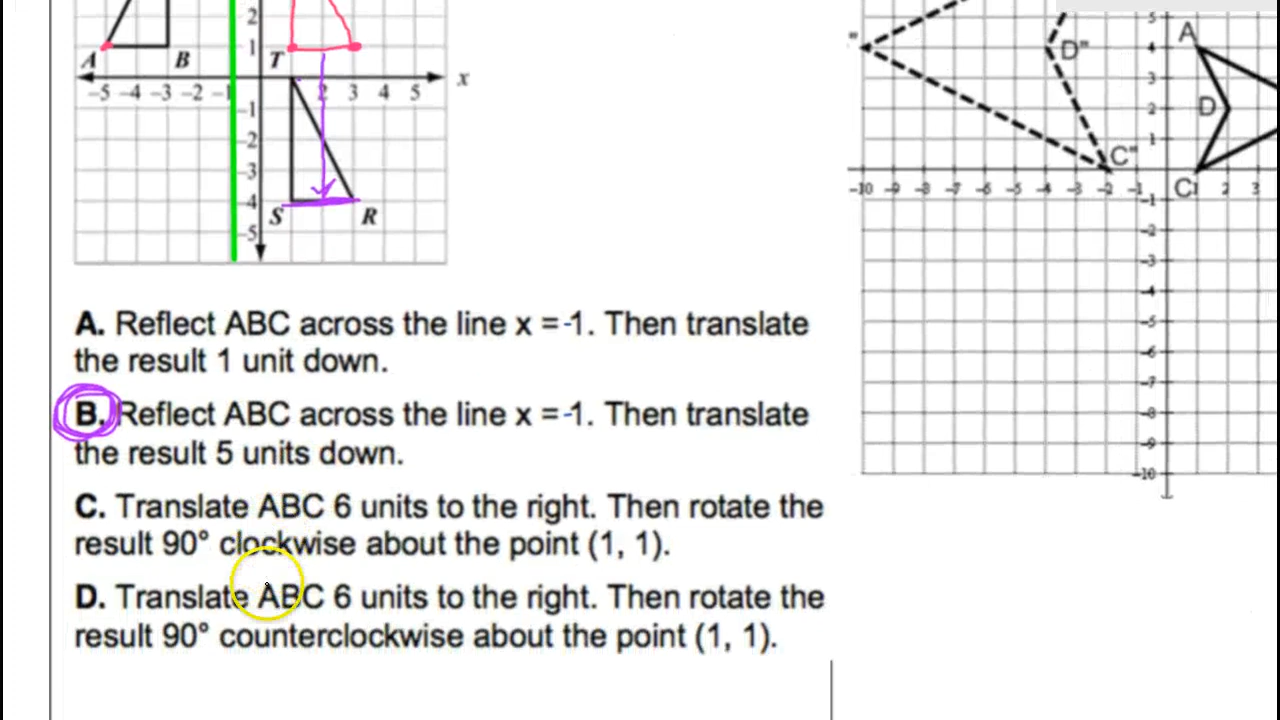 2
1
A B T
x
-5 -4 -3 -2 -1 2 3 4 5
-1
-2
-3
-4
S R
-5
A. Reflect ABC across the line x = -1. Then translate
the result 1 unit down.
B. Reflect ABC across the line x = -1. Then translate
the result 5 units down.
C. Translate ABC 6 units to the right. Then rotate the
result 90° clockwise about the point (1, 1).
D. Translate ABC 6 units to the right. Then rotate the
result 90° counterclockwise about the point (1, 1).
5
A
D" 4
3
D
2
1
C"
-10 -9 -8 -7 -6 -5 -4 -3 -2 -1 C 2 3
-1
-2
-3
-4
-5
-6
-7
-8
-9
-10